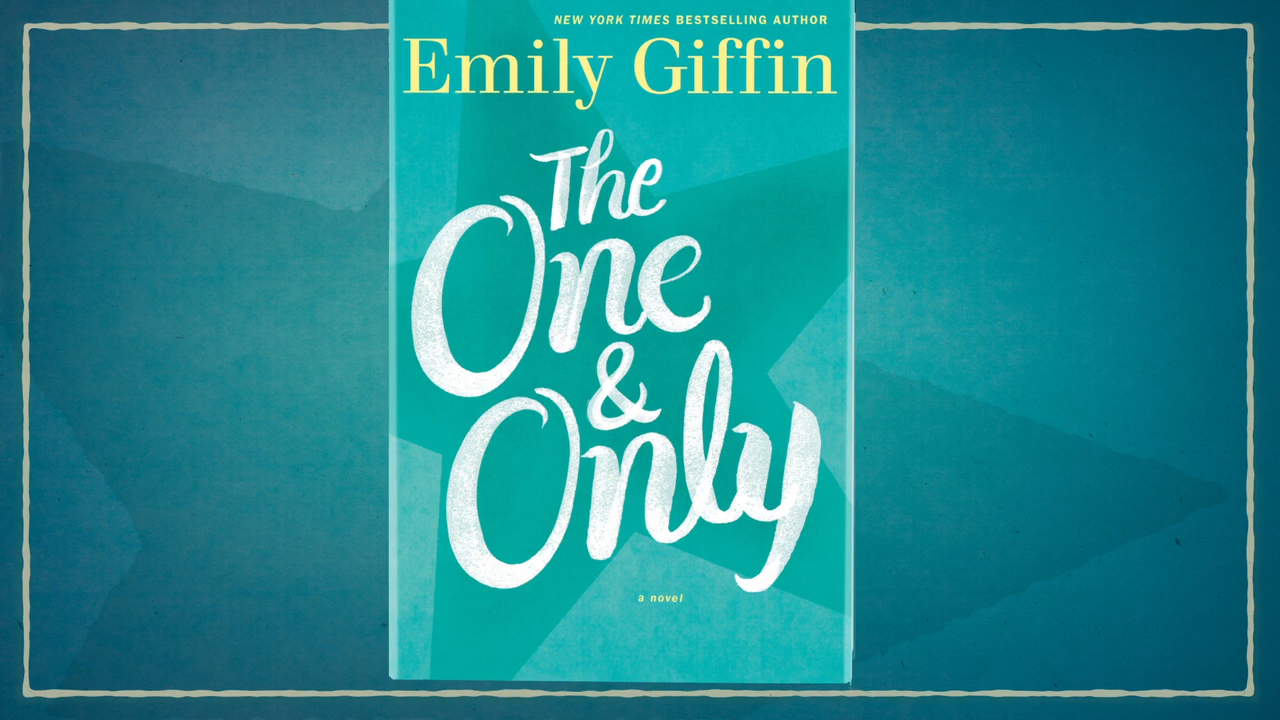 NEW YORK TIMES BESTSELLING AUTHOR
Emily Giffin
The
One
&
Only
a novel